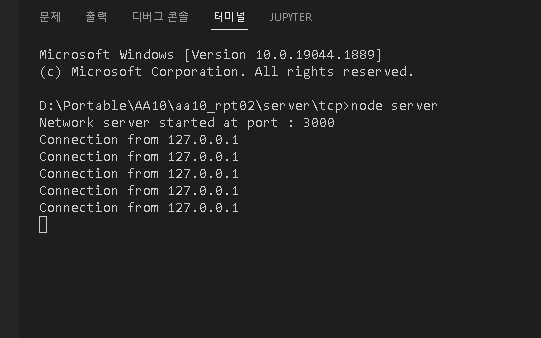 문제 출력 디버그 콘솔 터미널 JUPYTER
Microsoft Windows [Version 10.0.19044.1889]
(c) Microsoft Corporation. All rights reserved.
D:\Portable\AA10\aa10_rpt02\server\tcp>node server
Network server started at port : 3000
Connection from 127.0.0.1
Connection from 127.0.0.1
Connection from 127.0.0.1
Connection from 127.0.0.1
Connection from 127.0.0.1